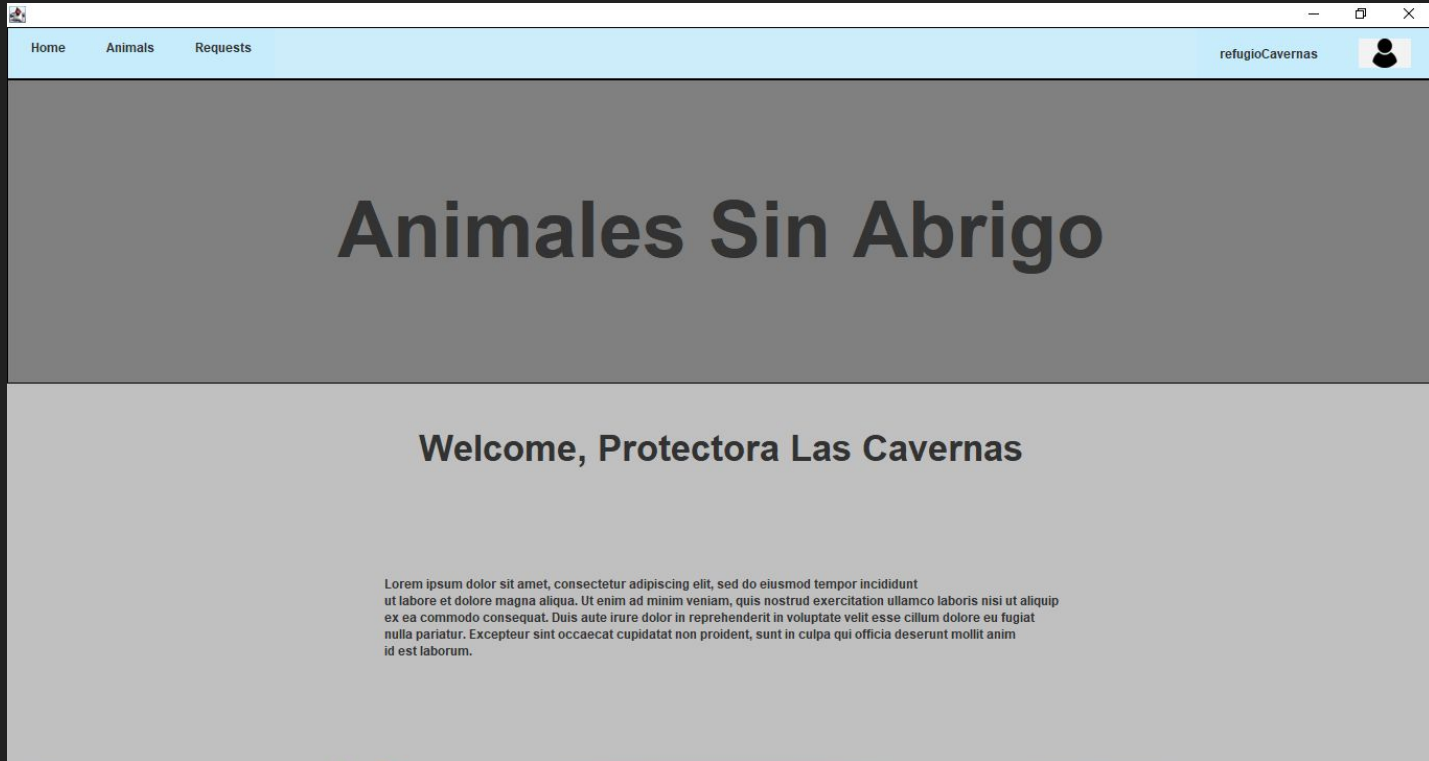 Home Animals Requests refugioCavernas
Animales Sin Abrigo
Welcome, Protectora Las Cavernas
Lorem ipsum dolor sit amet, consectetur adipiscing elit, sed do eiusmod tempor incididunt
ut labore et dolore magna aliqua. Ut enim ad minim veniam, quis nostrud exercitation ullamco laboris nisi ut aliquip
ex ea commodo consequat. Duis aute irure dolor in reprehenderit in voluptate velit esse cillum dolore eu fugiat
nulla pariatur. Excepteur sint occaecat cupidatat non proident, sunt in culpa qui officia deserunt mollit anim
id est laborum.